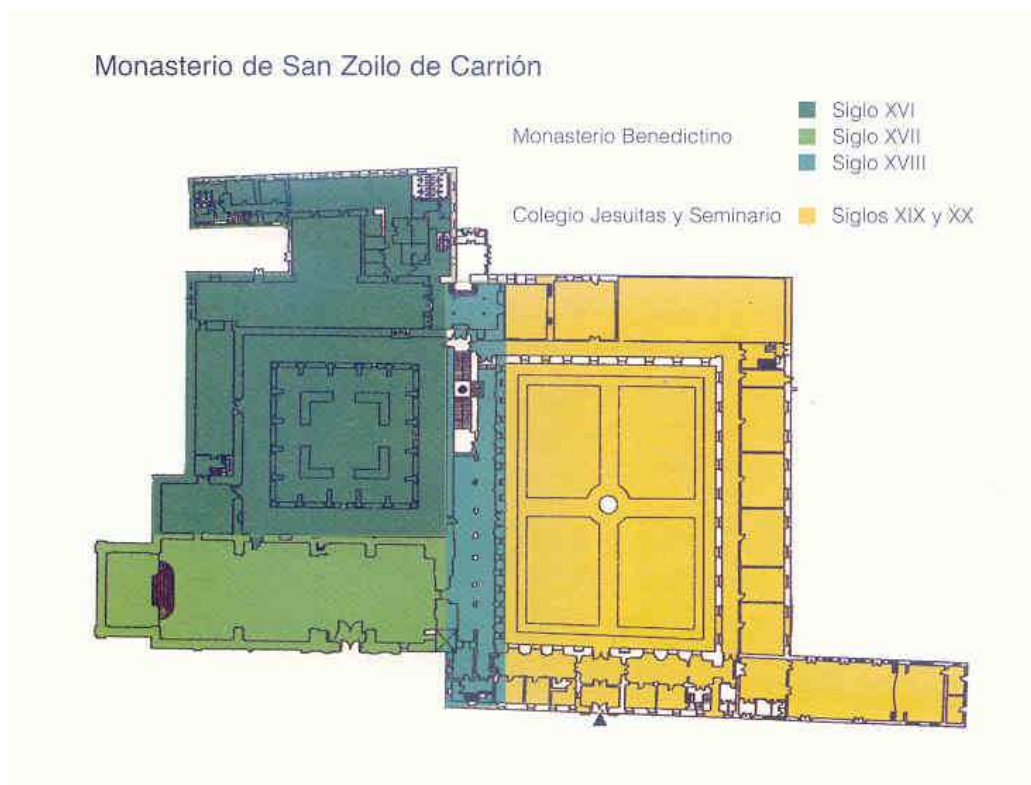 Monasterio de San Zoilo de Carrión
Monasterio Benedictino
Siglo XVI
Siglo XVII
Siglo XVIII
Colegio Jesuitas y Seminario
Siglos XIX y XX